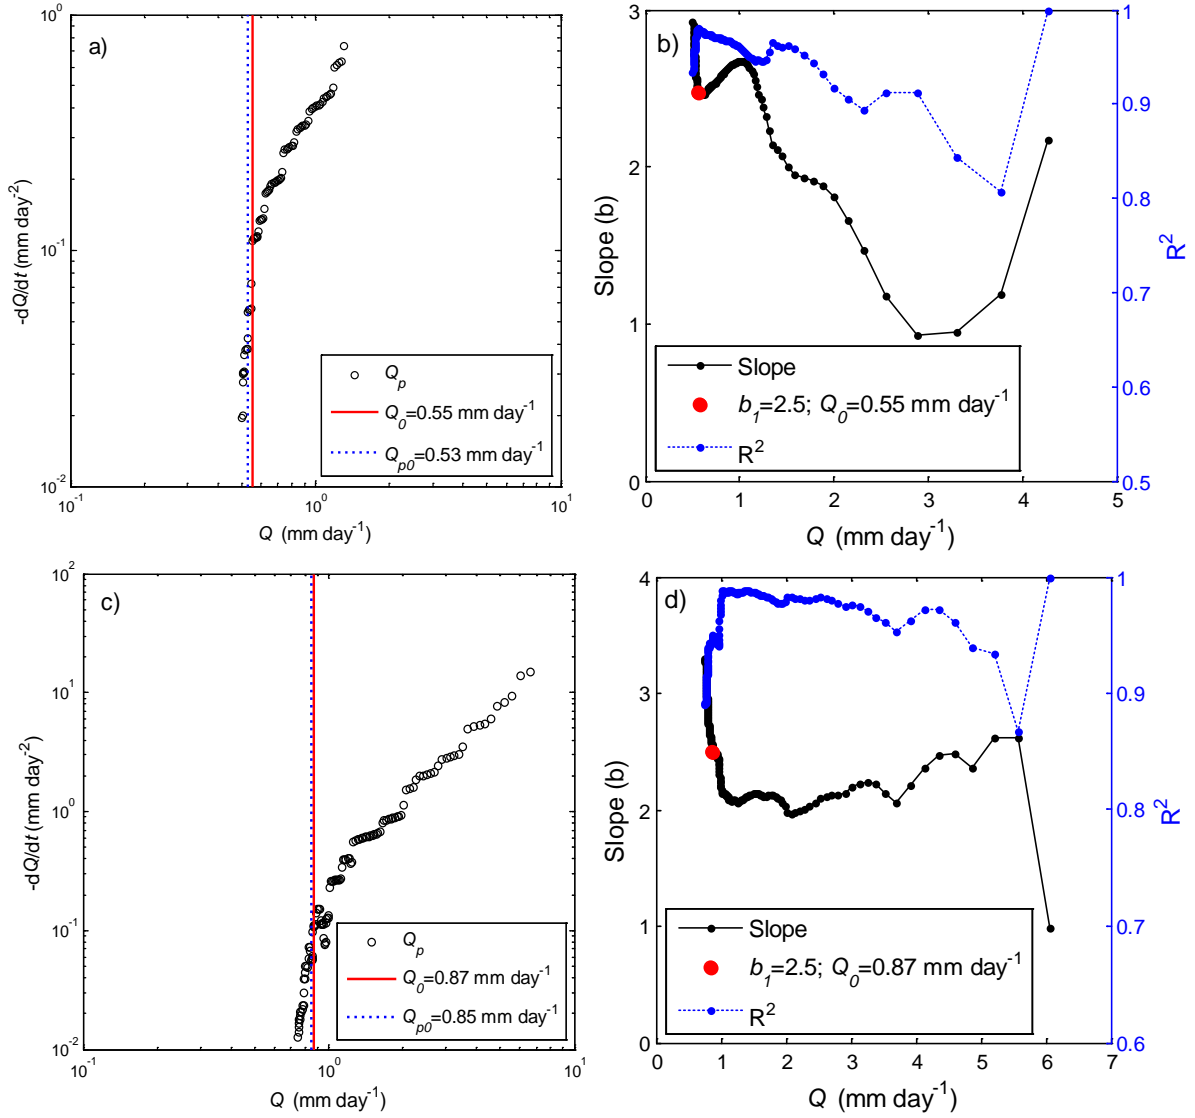 a)
10^0
10^-1
10^-2
-dQ/dt (mm day^-2)
10^-1
10^0
10^1
Q (mm day^-1)
Q_p
Q_0=0.55 mm day^-1
Q_p0=0.53 mm day^-1
b)
3
2
1
0
Slope (b)
1
0.9
0.8
0.7
0.6
0.5
R^2
0 1 2 3 4 5
Q (mm day^-1)
Slope
b_1=2.5; Q_0=0.55 mm day^-1
R^2
c)
10^2
10^1
10^0
10^-1
10^-2
-dQ/dt (mm day^-2)
10^-1
10^0
10^1
Q (mm day^-1)
Q_p
Q_0=0.87 mm day^-1
Q_p0=0.85 mm day^-1
d)
4
3
2
1
0
Slope (b)
1
0.9
0.8
0.7
0.6
R^2
0 1 2 3 4 5 6 7
Q (mm day^-1)
Slope
b_1=2.5; Q_0=0.87 mm day^-1
R^2